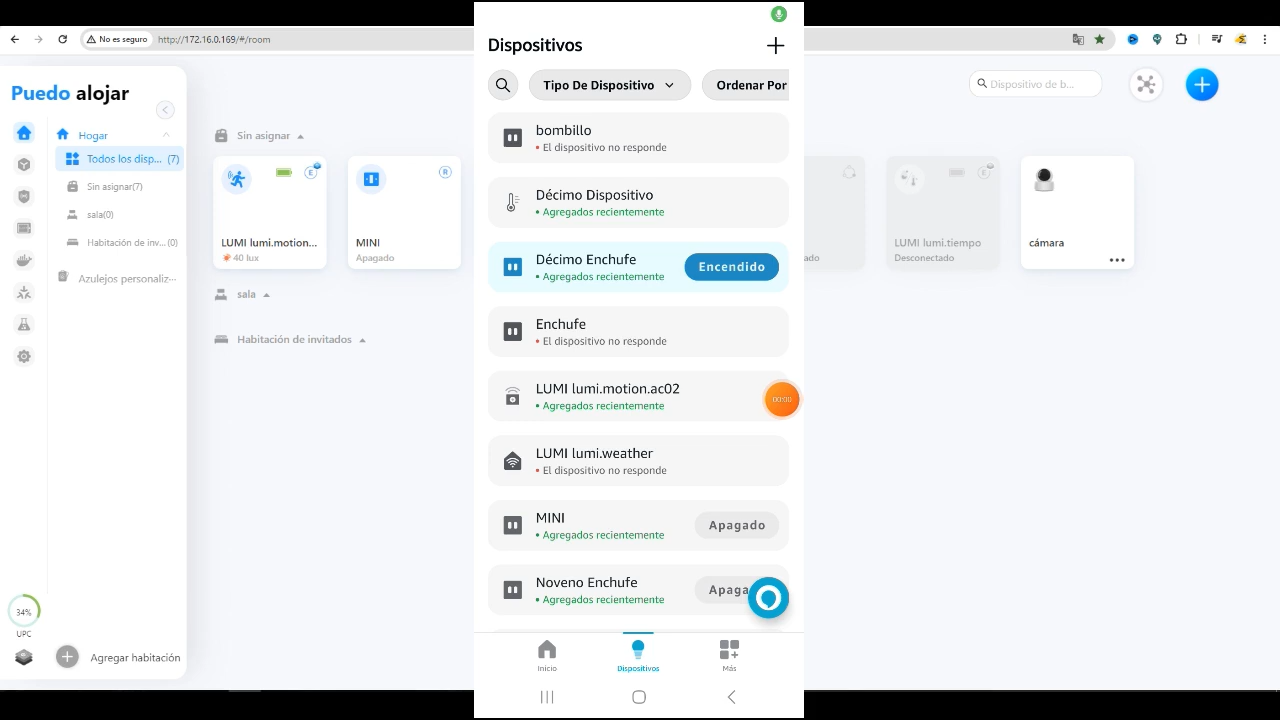 No es seguro
http://172.16.0.169/#/room
Puedo alojar
Hogar
Todos los disp... (7)
Sin asignar(7)
sala(0)
Habitación de inv...(0)
Azulejos personaliz...
34%
UPC
Agregar habitación
Sin asignar
E
LUMI lumi.motion...
40 lux
R
MINI
Apagado
sala
Habitación de invitados
Dispositivos
Tipo De Dispositivo
Ordenar Por
bombillo
• El dispositivo no responde
Décimo Dispositivo
• Agregados recientemente
Décimo Enchufe
• Agregados recientemente
Encendido
Enchufe
• El dispositivo no responde
LUMI lumi.motion.ac02
• Agregados recientemente
00:00
LUMI lumi.weather
• El dispositivo no responde
MINI
• Agregados recientemente
Apagado
Noveno Enchufe
• Agregados recientemente
Apaga
Inicio
Dispositivos
Más
Dispositivo de b...
ado
E
LUMI lumi.tiempo
Desconectado
cámara